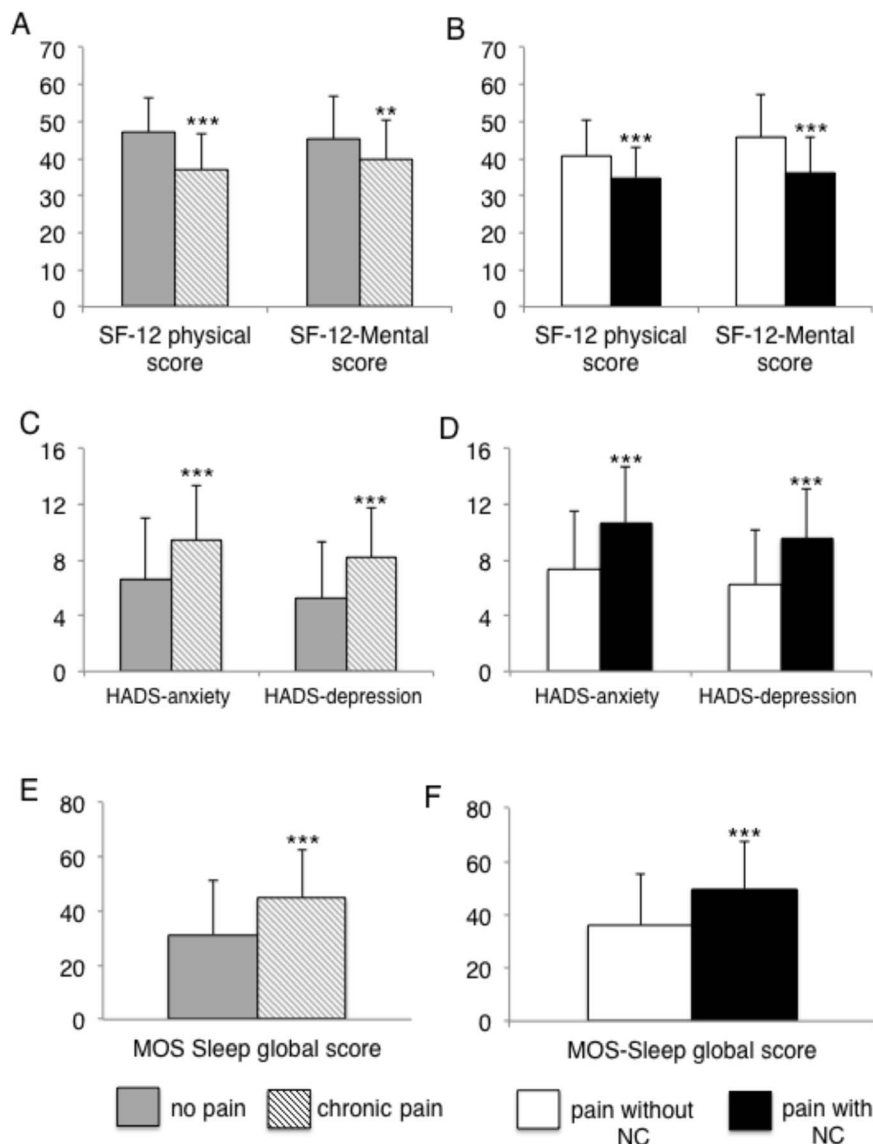 A
70
60
50
40
30
20
10
0
***
**
SF-12 physical
score
SF-12-Mental
score
B
70
60
50
40
30
20
10
0
***
***
SF-12 physical
score
SF-12-Mental
score
C
16
12
8
4
0
***
***
HADS-anxiety
HADS-depression
D
16
12
8
4
0
***
***
HADS-anxiety
HADS-depression
E
80
60
40
20
0
***
MOS Sleep global score
F
80
60
40
20
0
***
MOS-Sleep global score
no pain
chronic pain
pain without
NC
pain with
NC